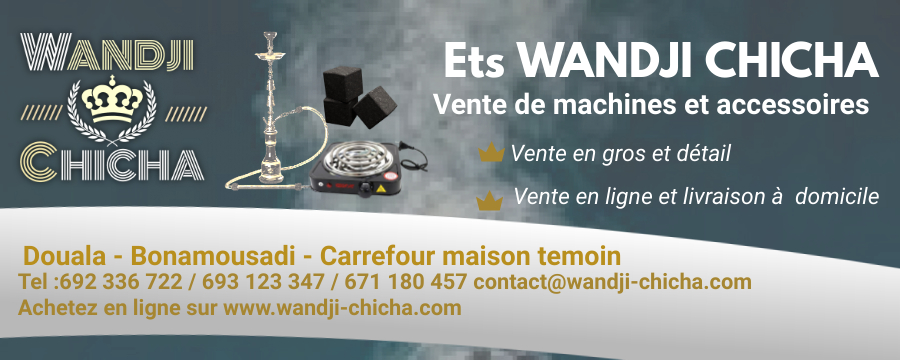 WANDJI
CHICHA
Ets WANDJI CHICHA
Vente de machines et accessoires
Vente en gros et détail
Vente en ligne et livraison à domicile
Douala - Bonamousadi - Carrefour maison temoin
Tel :692 336 722 / 693 123 347 / 671 180 457 contact@wandji-chicha.com
Achetez en ligne sur www.wandji-chicha.com